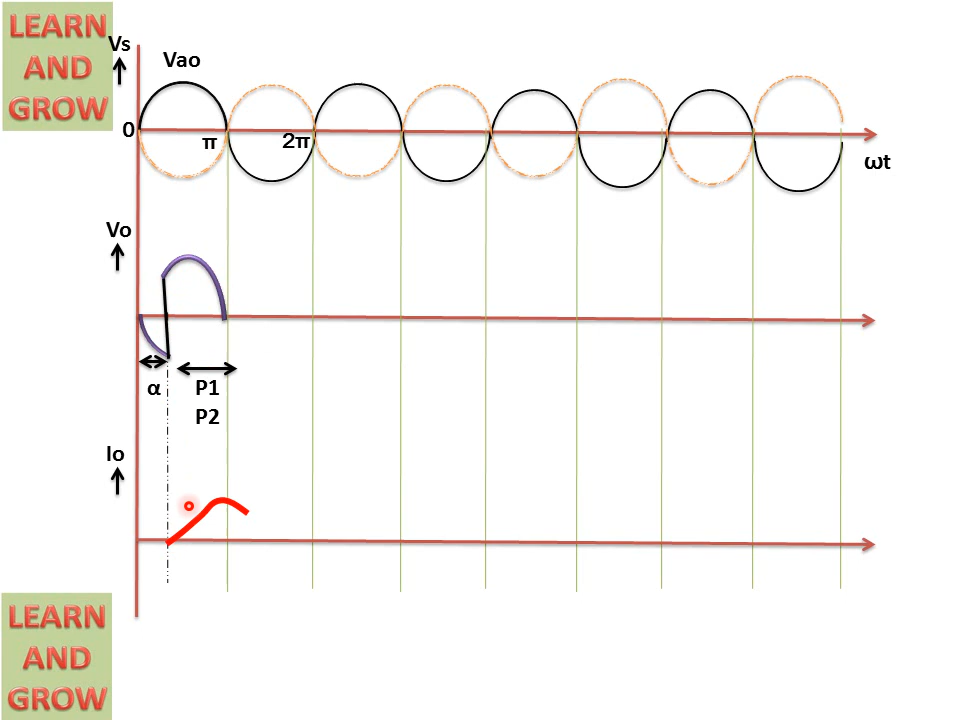 LEARN
AND
GROW
Vs
Vao
0
π
2π
ωt
Vo
α
P1
P2
Io
LEARN
AND
GROW